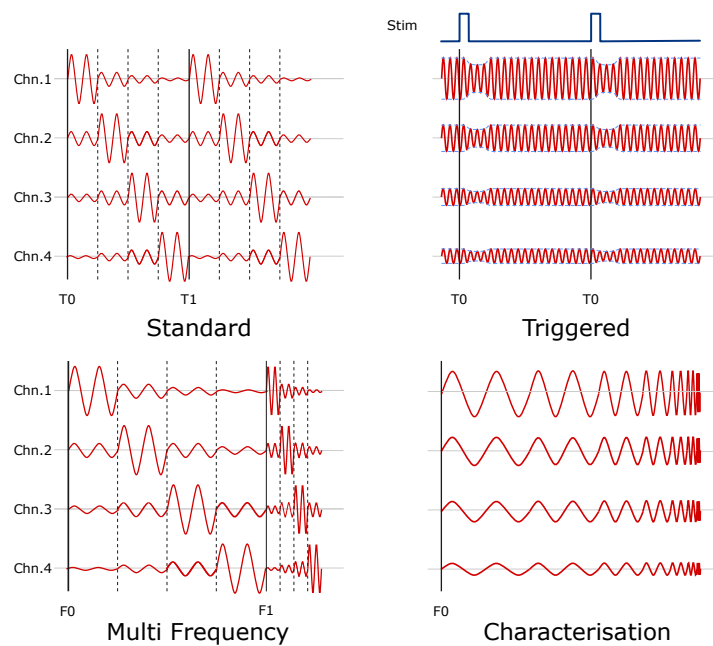 Chn.1
Chn.2
Chn.3
Chn.4
T0 T1
Standard
Stim
T0 T0
Triggered
Chn.1
Chn.2
Chn.3
Chn.4
F0 F1
Multi Frequency
F0
Characterisation